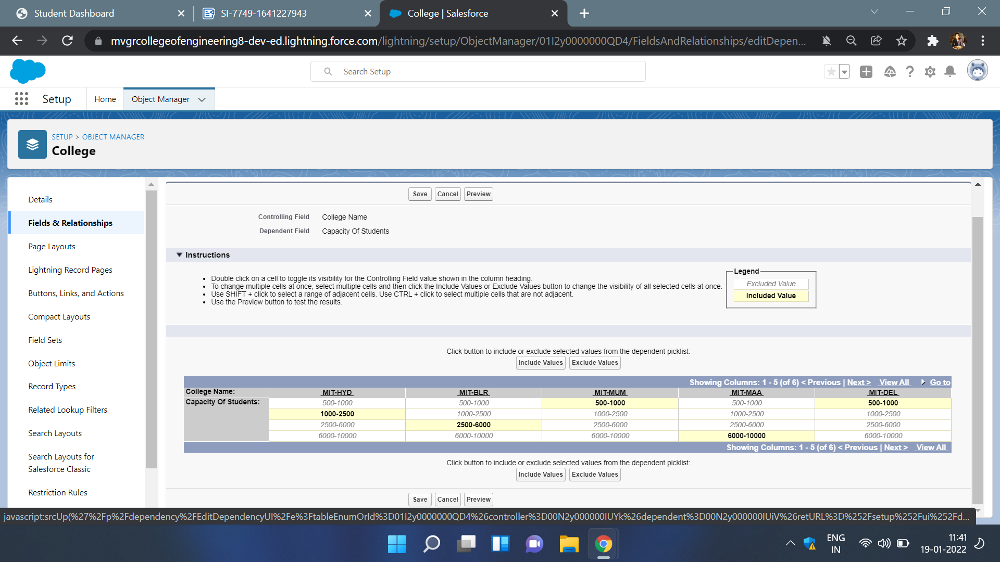 Student Dashboard
SI-7749-1641227943
College | Salesforce
mvgrcollegeofengineering8-dev-ed.lightning.force.com/lightning/setup/ObjectManager/01I2y0000000QD4/FieldsAndRelationships/editDepen...
Search Setup
Setup
Home
Object Manager
SETUP > OBJECT MANAGER
College
Details
Fields & Relationships
Page Layouts
Lightning Record Pages
Buttons, Links, and Actions
Compact Layouts
Field Sets
Object Limits
Record Types
Related Lookup Filters
Search Layouts
Search Layouts for
Salesforce Classic
Restriction Rules
Save Cancel Preview
Controlling Field College Name
Dependent Field Capacity Of Students
Instructions
• Double click on a cell to toggle its visibility for the Controlling Field value shown in the column heading.
• To change multiple cells at once, select multiple cells and then click the Include Values or Exclude Values button to change the visibility of all selected cells at once.
• Use SHIFT + click to select a range of adjacent cells. Use CTRL + click to select multiple cells that are not adjacent.
• Use the Preview button to test the results.
Legend
Excluded Value
Included Value
Click button to include or exclude selected values from the dependent picklist:
Include Values Exclude Values
Showing Columns: 1 - 5 (of 6) < Previous | Next > View All Go to
College Name: MIT-HYD MIT-BLR MIT-MUM MIT-MAA MIT-DEL
Capacity Of Students: 500-1000 500-1000 500-1000 500-1000 500-1000
1000-2500 1000-2500 1000-2500 1000-2500 1000-2500
2500-6000 2500-6000 2500-6000 2500-6000 2500-6000
6000-10000 6000-10000 6000-10000 6000-10000 6000-10000
Showing Columns: 1 - 5 (of 6) < Previous | Next > View All
Click button to include or exclude selected values from the dependent picklist:
Include Values Exclude Values
Save Cancel Preview
javascript:srcUp(%27%2Fp%2Fdependency%2FEditDependencyUI%2Fe%3FtableEnumOrId%3D01I2y0000000QD4%26controller%3D00N2y000000IUYk%26dependent%3D00N2y000000IUiV%26retURL%3D%252Fsetup%252Fui%252Fd...
ENG
IN
11:41
19-01-2022